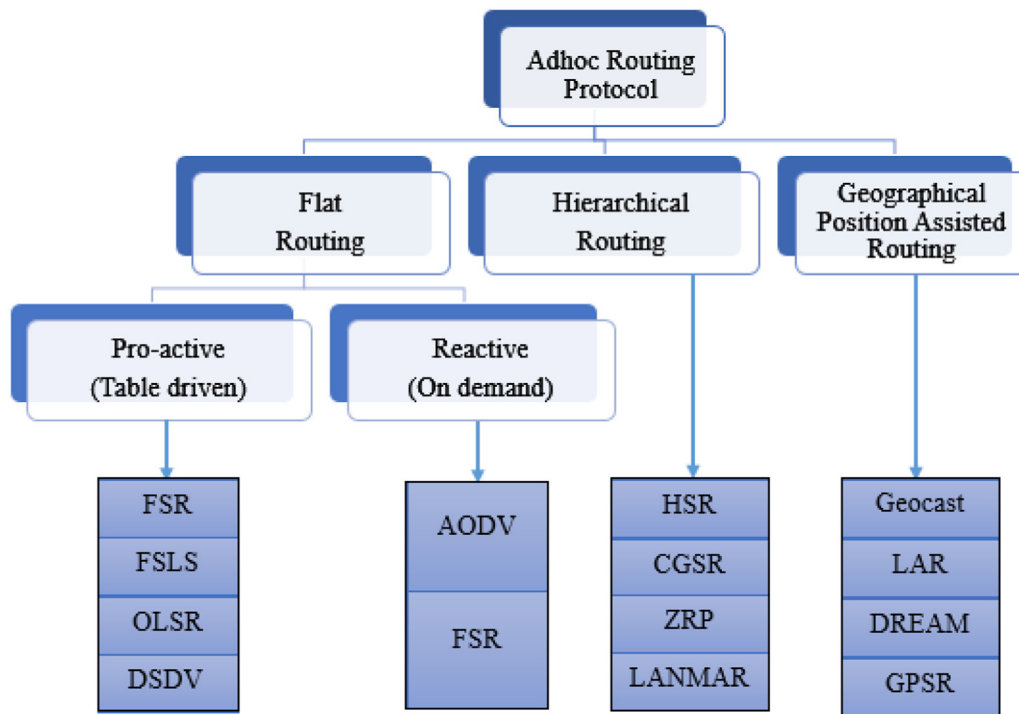 Adhoc Routing
Protocol
Flat
Routing
Hierarchical
Routing
Geographical
Position Assisted
Routing
Pro-active
(Table driven)
Reactive
(On demand)
FSR
FSLS
OLSR
DSDV
AODV
FSR
HSR
CGSR
ZRP
LANMAR
Geocast
LAR
DREAM
GPSR